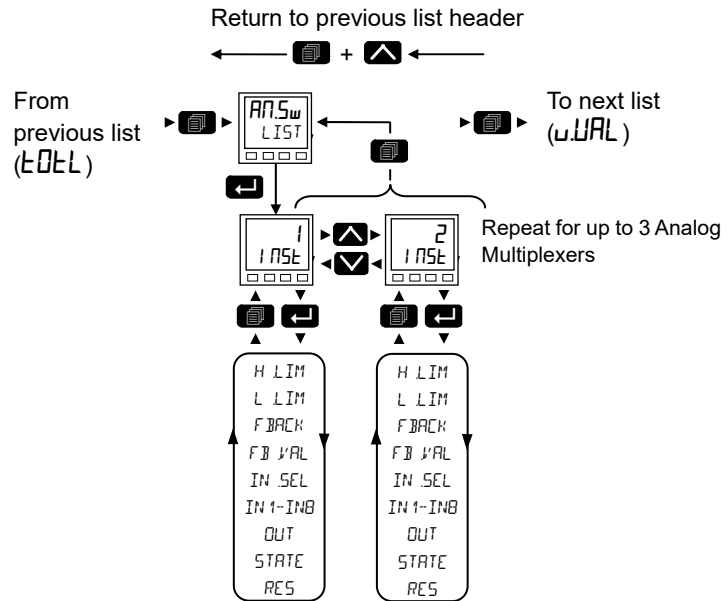 Return to previous list header
+
From
previous list
(tOtL)
AN.Sw
LIST
To next list
(u.VAL)
1
INSt
2
INSt
Repeat for up to 3 Analog
Multiplexers
H.LIM
L.LIM
F.BACK
FB.VAL
IN.SEL
IN1-IN8
OUT
STATE
RES
H.LIM
L.LIM
F.BACK
FB.VAL
IN.SEL
IN1-IN8
OUT
STATE
RES